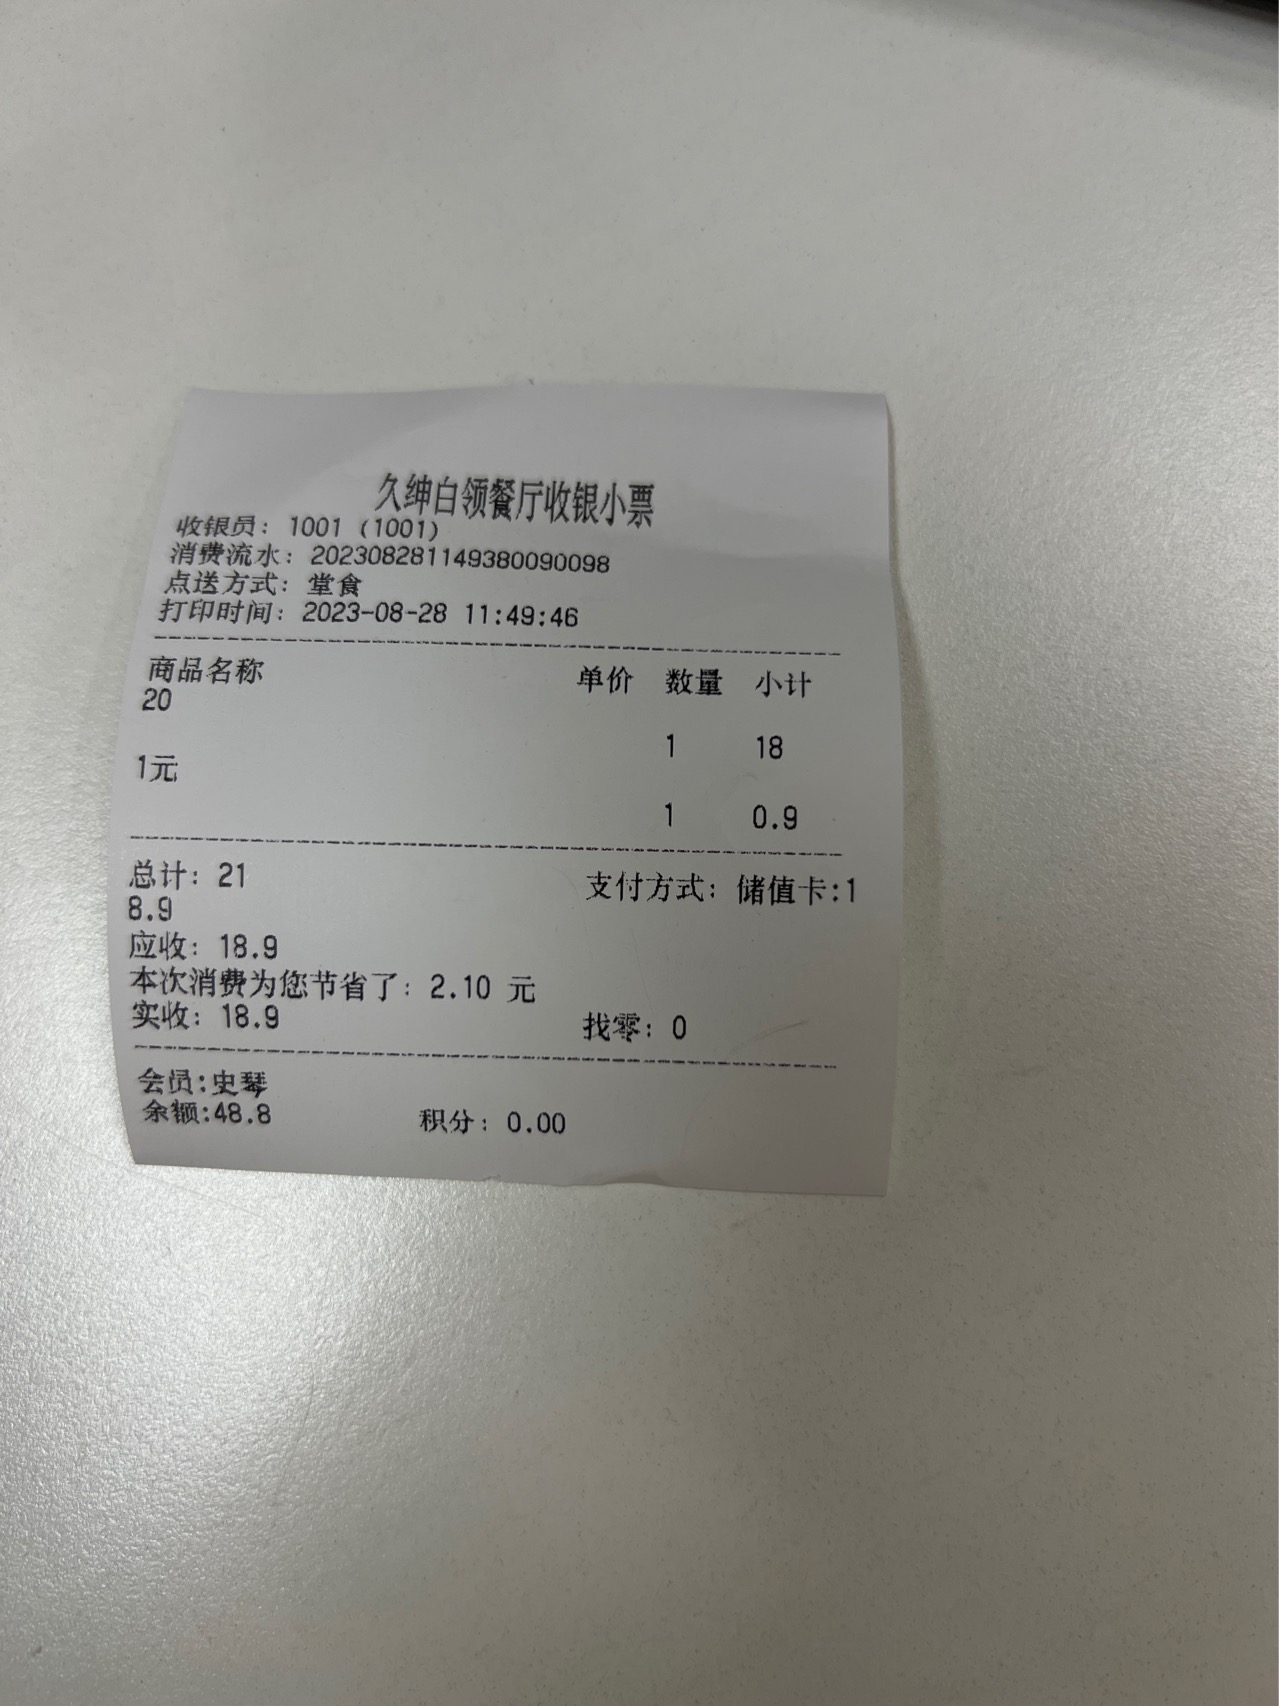 久绅白领餐厅收银小票
收银员：1001 (1001)
消费流水：202308281149380090098
点送方式：堂食
打印时间：2023-08-28 11:49:46
商品名称 单价 数量 小计
20
1 18
1元
1 0.9
总计：21 支付方式：储值卡:1
8.9
应收：18.9
本次消费为您节省了：2.10 元
实收：18.9 找零：0
会员:史琴
余额:48.8 积分：0.00